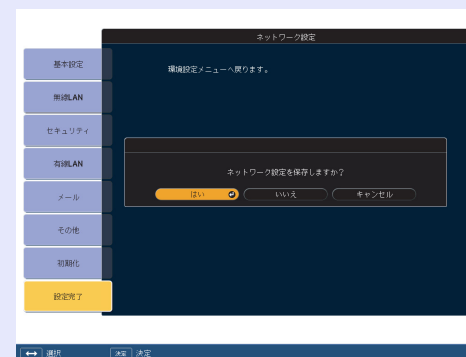 ネットワーク設定
基本設定
無線LAN
セキュリティ
有線LAN
メール
その他
初期化
設定完了
環境設定メニューへ戻ります。
ネットワーク設定を保存しますか？
はい
いいえ
キャンセル
選択
決定 決定